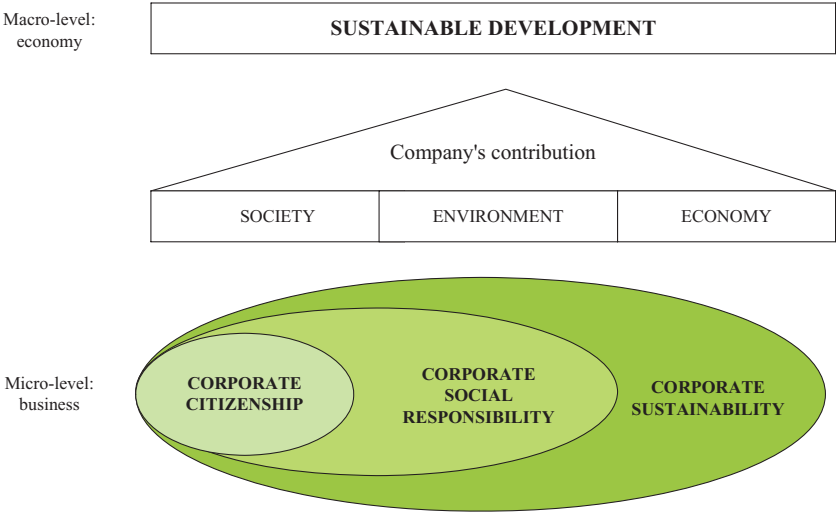 Macro-level:
economy
SUSTAINABLE DEVELOPMENT
Company's contribution
SOCIETY
ENVIRONMENT
ECONOMY
Micro-level:
business
CORPORATE
CITIZENSHIP
CORPORATE
SOCIAL
RESPONSIBILITY
CORPORATE
SUSTAINABILITY